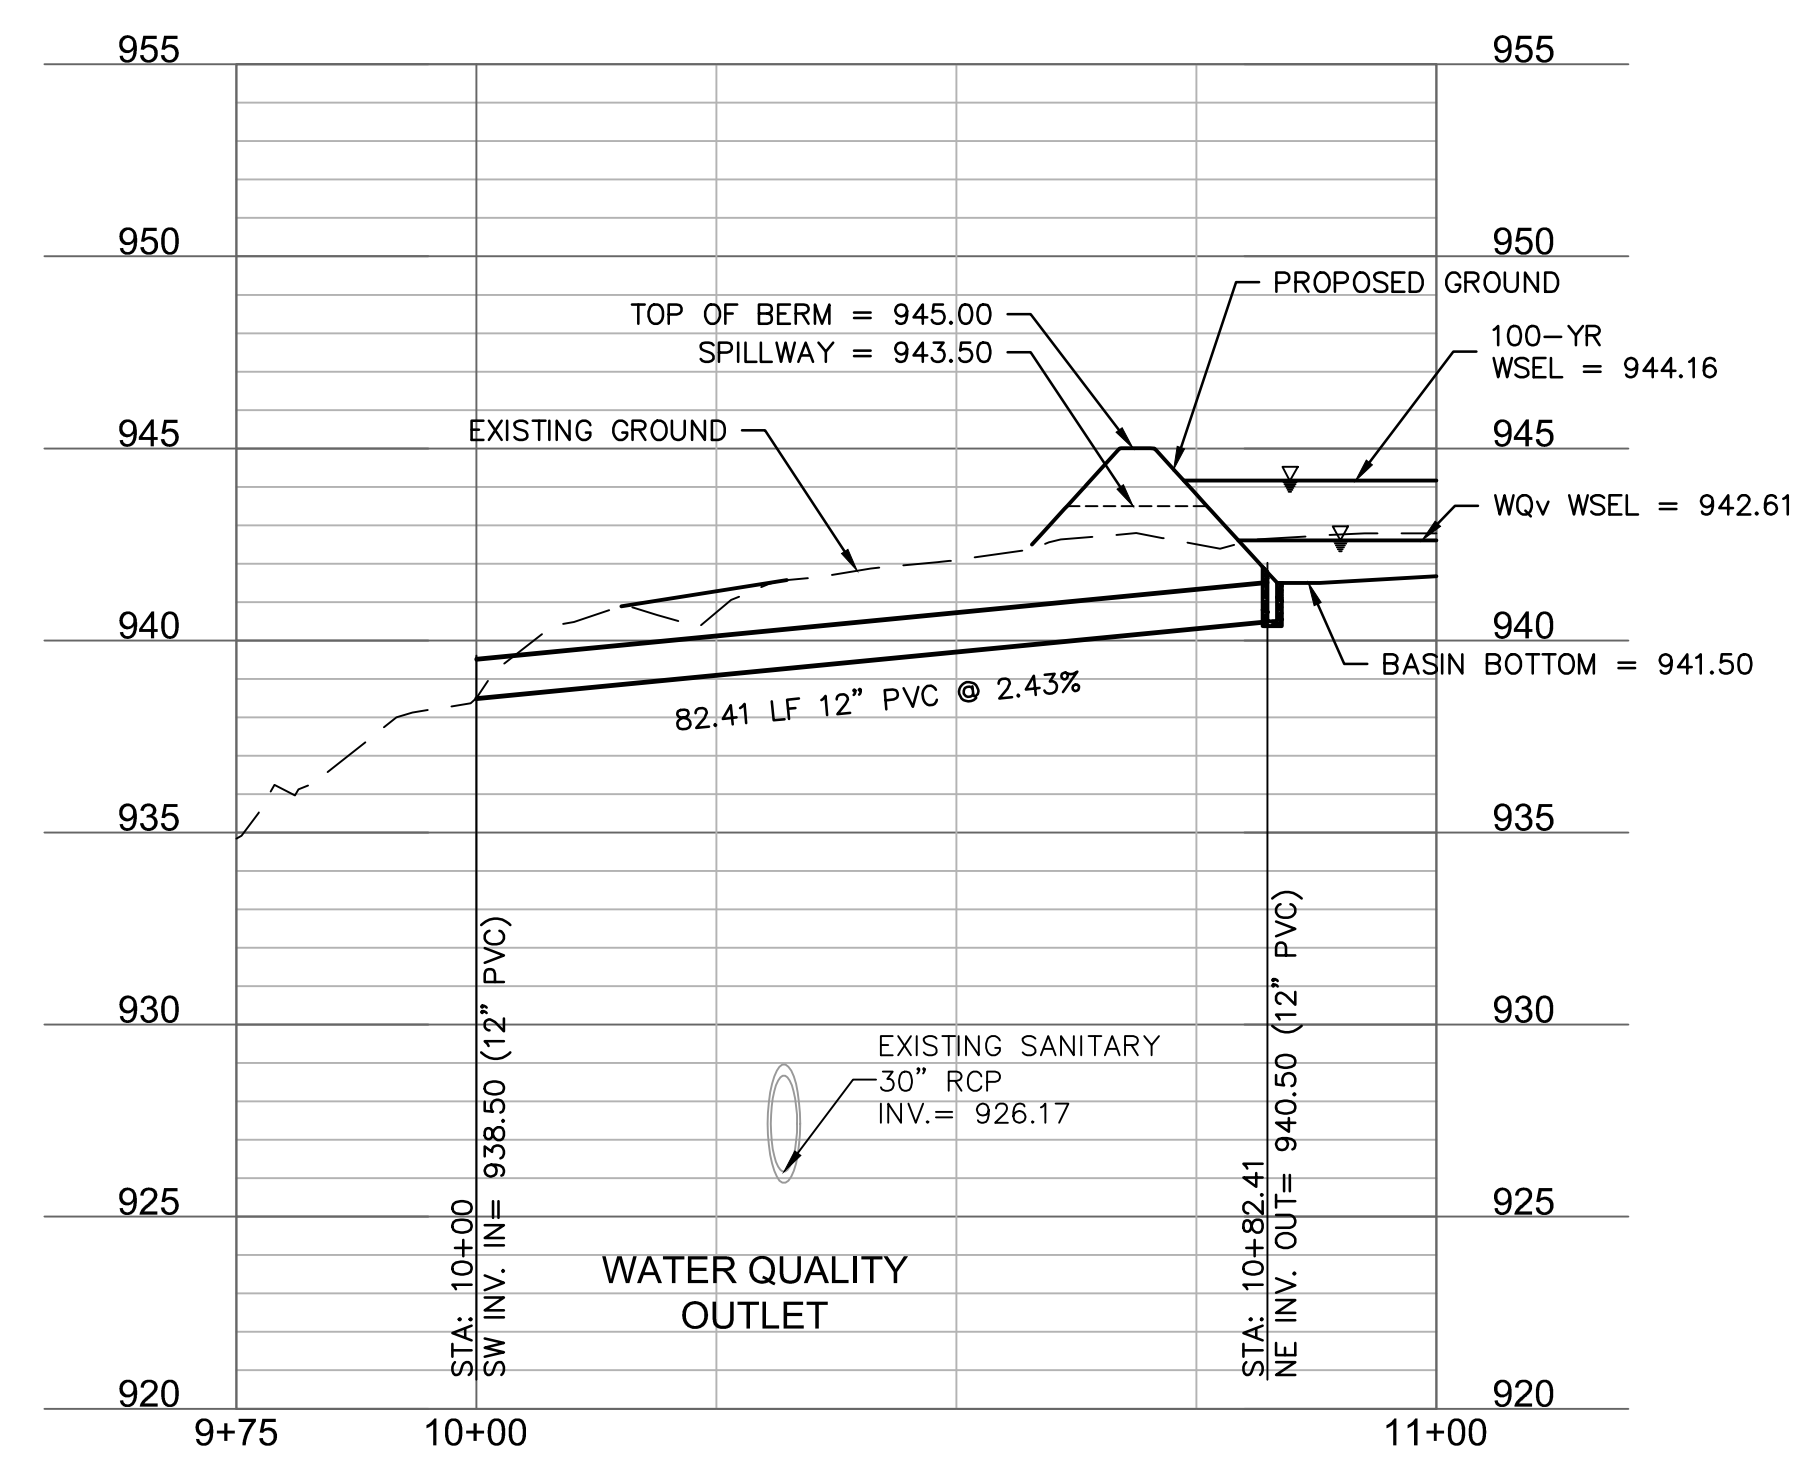 955
955
950
950
PROPOSED GROUND
TOP OF BERM = 945.00
SPILLWAY = 943.50
100-YR
WSEL = 944.16
EXISTING GROUND
945
945
WQv WSEL = 942.61
940
940
BASIN BOTTOM = 941.50
82.41 LF 12" PVC @ 2.43%
935
935
930
930
EXISTING SANITARY
30" RCP
INV.= 926.17
925
925
STA: 10+00
SW INV. IN= 938.50 (12" PVC)
STA: 10+82.41
NE INV. OUT= 940.50 (12" PVC)
WATER QUALITY
OUTLET
920
920
9+75
10+00
11+00